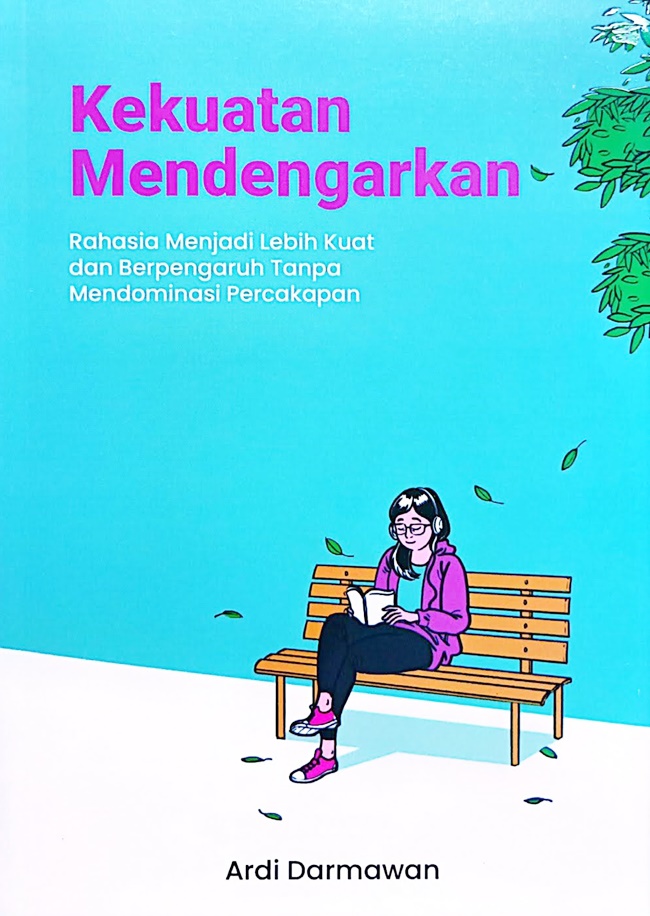 Kekuatan
Mendengarkan
Rahasia Menjadi Lebih Kuat
dan Berpengaruh Tanpa
Mendominasi Percakapan
Ardi Darmawan